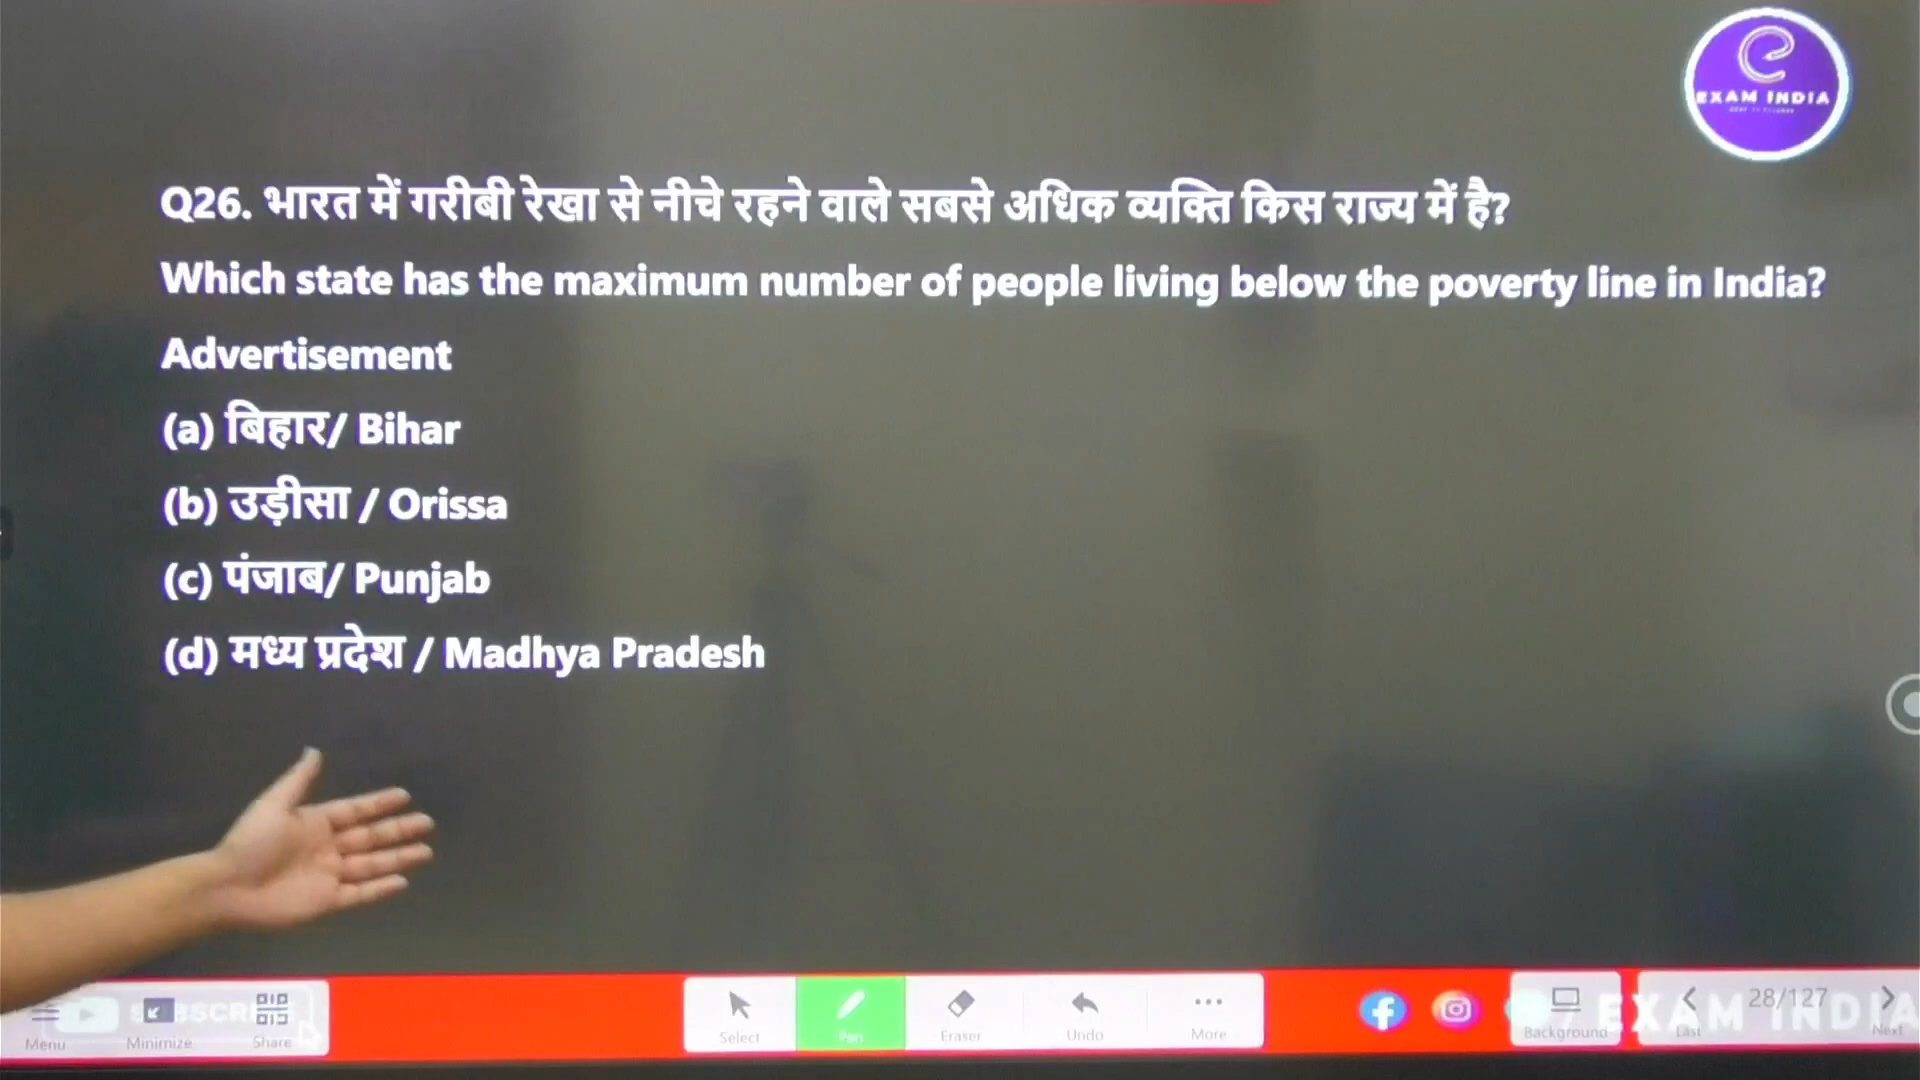 EXAM INDIA
Q26. भारत में गरीबी रेखा से नीचे रहने वाले सबसे अधिक व्यक्ति किस राज्य में है?
Which state has the maximum number of people living below the poverty line in India?
Advertisement
(a) बिहार/ Bihar
(b) उड़ीसा / Orissa
(c) पंजाब/ Punjab
(d) मध्य प्रदेश / Madhya Pradesh
Menu Minimize Share Select Pen Eraser Undo More Background Last 28/127 Next
EXAM INDIA